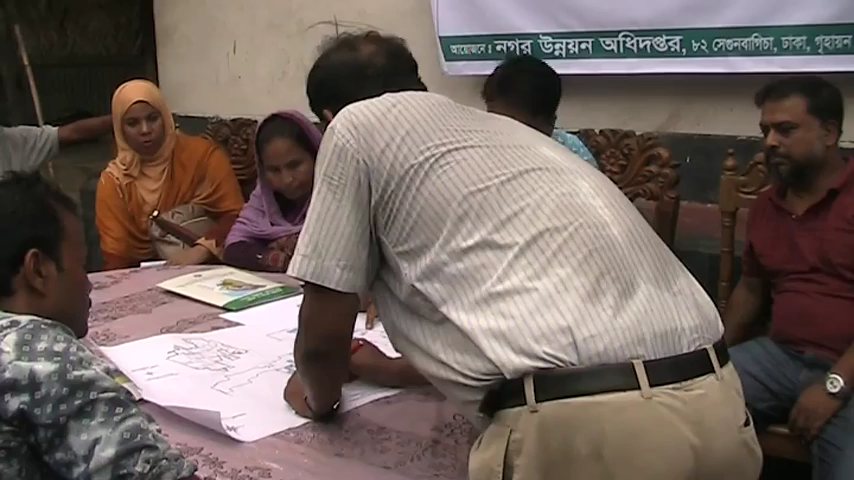 আয়োজনে : নগর উন্নয়ন অধিদপ্তর, ৮২ সেগুনবাগিচা, ঢাকা, গৃহায়ন